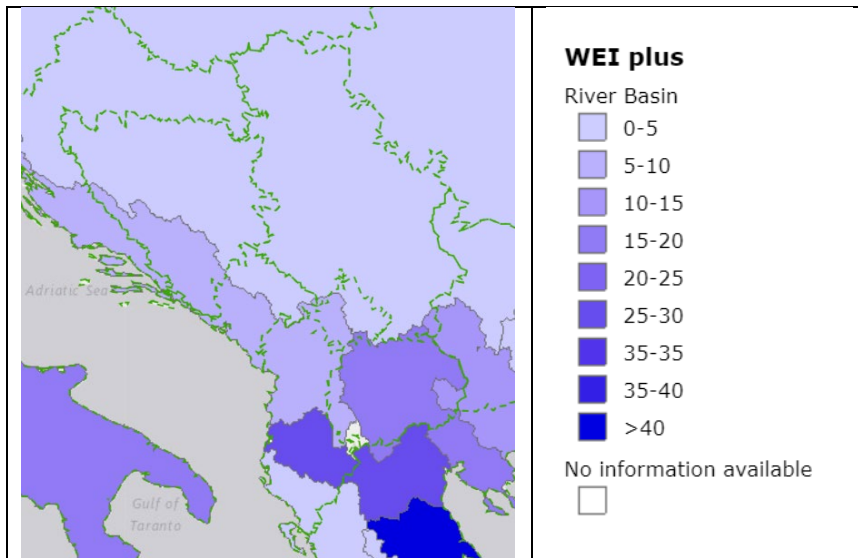 Adriatic Sea
Gulf of
Taranto
WEI plus
River Basin
0-5
5-10
10-15
15-20
20-25
25-30
35-35
35-40
>40
No information available